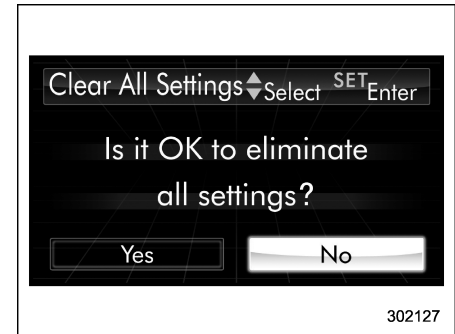 Clear All Settings Select SET Enter
Is it OK to eliminate
all settings?
Yes No
302127